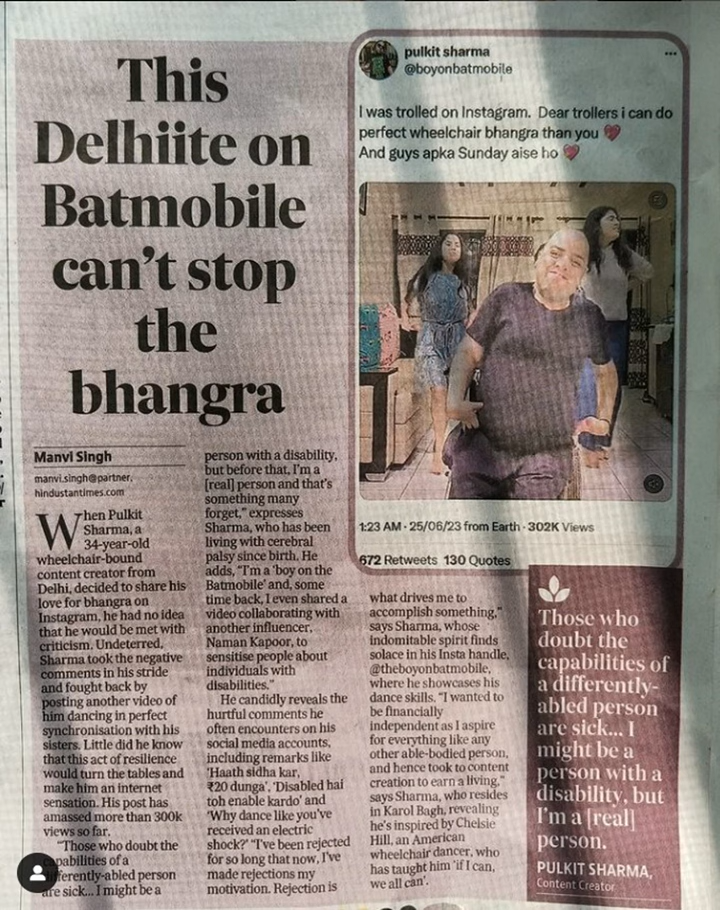 This
Delhiite on
Batmobile
can't stop
the
bhangra
pulkit sharma
@boyonbatmobile
I was trolled on Instagram. Dear trollers i can do
perfect wheelchair bhangra than you
And guys apka Sunday aise ho
1:23 AM · 25/06/23 from Earth · 302K Views
672 Retweets 130 Quotes
Manvi Singh
manvi.singh@partner.
hindustantimes.com
When Pulkit
Sharma, a
34-year-old
wheelchair-bound
content creator from
Delhi, decided to share his
love for bhangra on
Instagram, he had no idea
that he would be met with
criticism. Undeterred,
Sharma took the negative
comments in his stride
and fought back by
posting another video of
him dancing in perfect
synchronisation with his
sisters. Little did he know
that this act of resilience
would turn the tables and
make him an internet
sensation. His post has
amassed more than 300k
views so far.
"Those who doubt the
capabilities of a
differently-abled person
are sick... I might be a
person with a disability,
but before that, I'm a
[real] person and that's
something many
forget," expresses
Sharma, who has been
living with cerebral
palsy since birth. He
adds, "I'm a 'boy on the
Batmobile' and, some
time back, I even shared a
video collaborating with
another influencer,
Naman Kapoor, to
sensitise people about
individuals with
disabilities."
He candidly reveals the
hurtful comments he
often encounters on his
social media accounts,
including remarks like
'Haath sidha kar,
₹20 dunga', 'Disabled hai
toh enable kardo' and
'Why dance like you've
received an electric
shock?' "I've been rejected
for so long that now, I've
made rejections my
motivation. Rejection is
what drives me to
accomplish something,"
says Sharma, whose
indomitable spirit finds
solace in his Insta handle,
@theboyonbatmobile,
where he showcases his
dance skills. "I wanted to
be financially
independent as I aspire
for everything like any
other able-bodied person,
and hence took to content
creation to earn a living,"
says Sharma, who resides
in Karol Bagh, revealing
he's inspired by Chelsie
Hill, an American
wheelchair dancer, who
has taught him 'if I can,
we all can'.
Those who
doubt the
capabilities of
a differently-
abled person
are sick... I
might be a
person with a
disability, but
I'm a [real]
person.
PULKIT SHARMA,
Content Creator